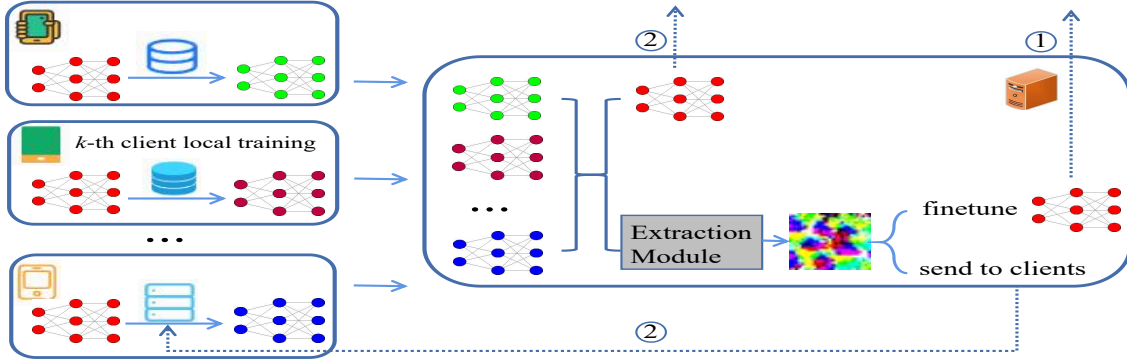 ②
①
k-th client local training
...
...
Extraction
Module
finetune
send to clients
②